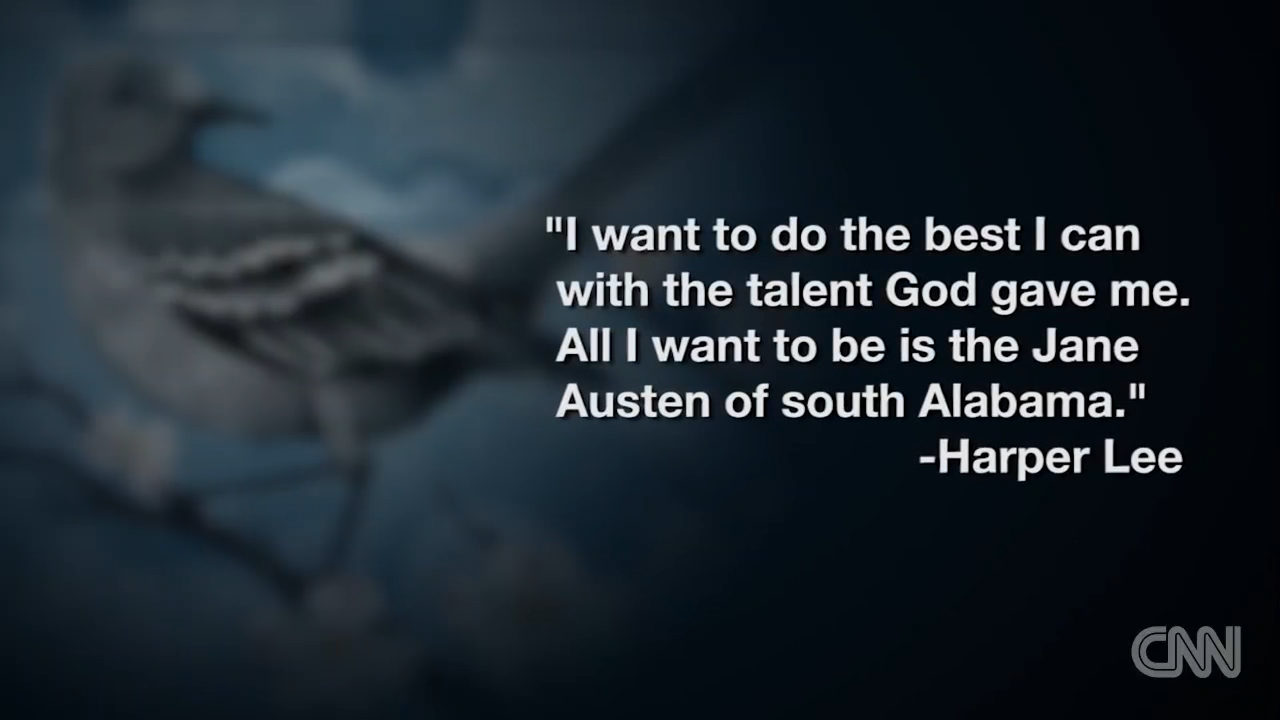 "I want to do the best I can
with the talent God gave me.
All I want to be is the Jane
Austen of south Alabama."
-Harper Lee
CNN